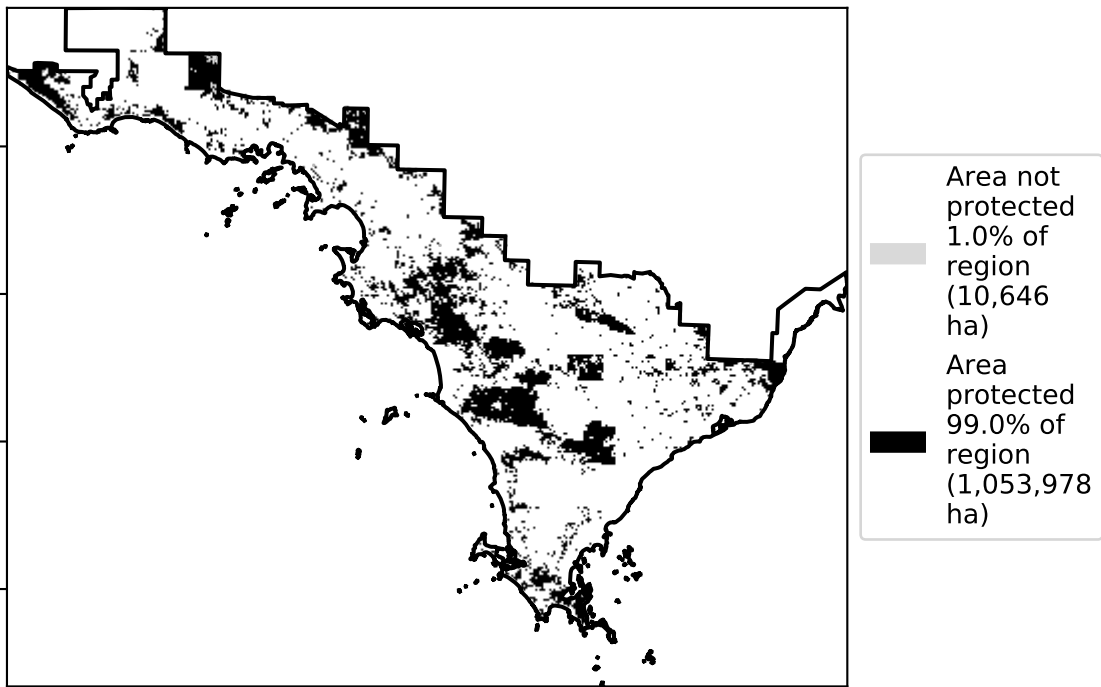 Area not
protected
1.0% of
region
(10,646
ha)
Area
protected
99.0% of
region
(1,053,978
ha)